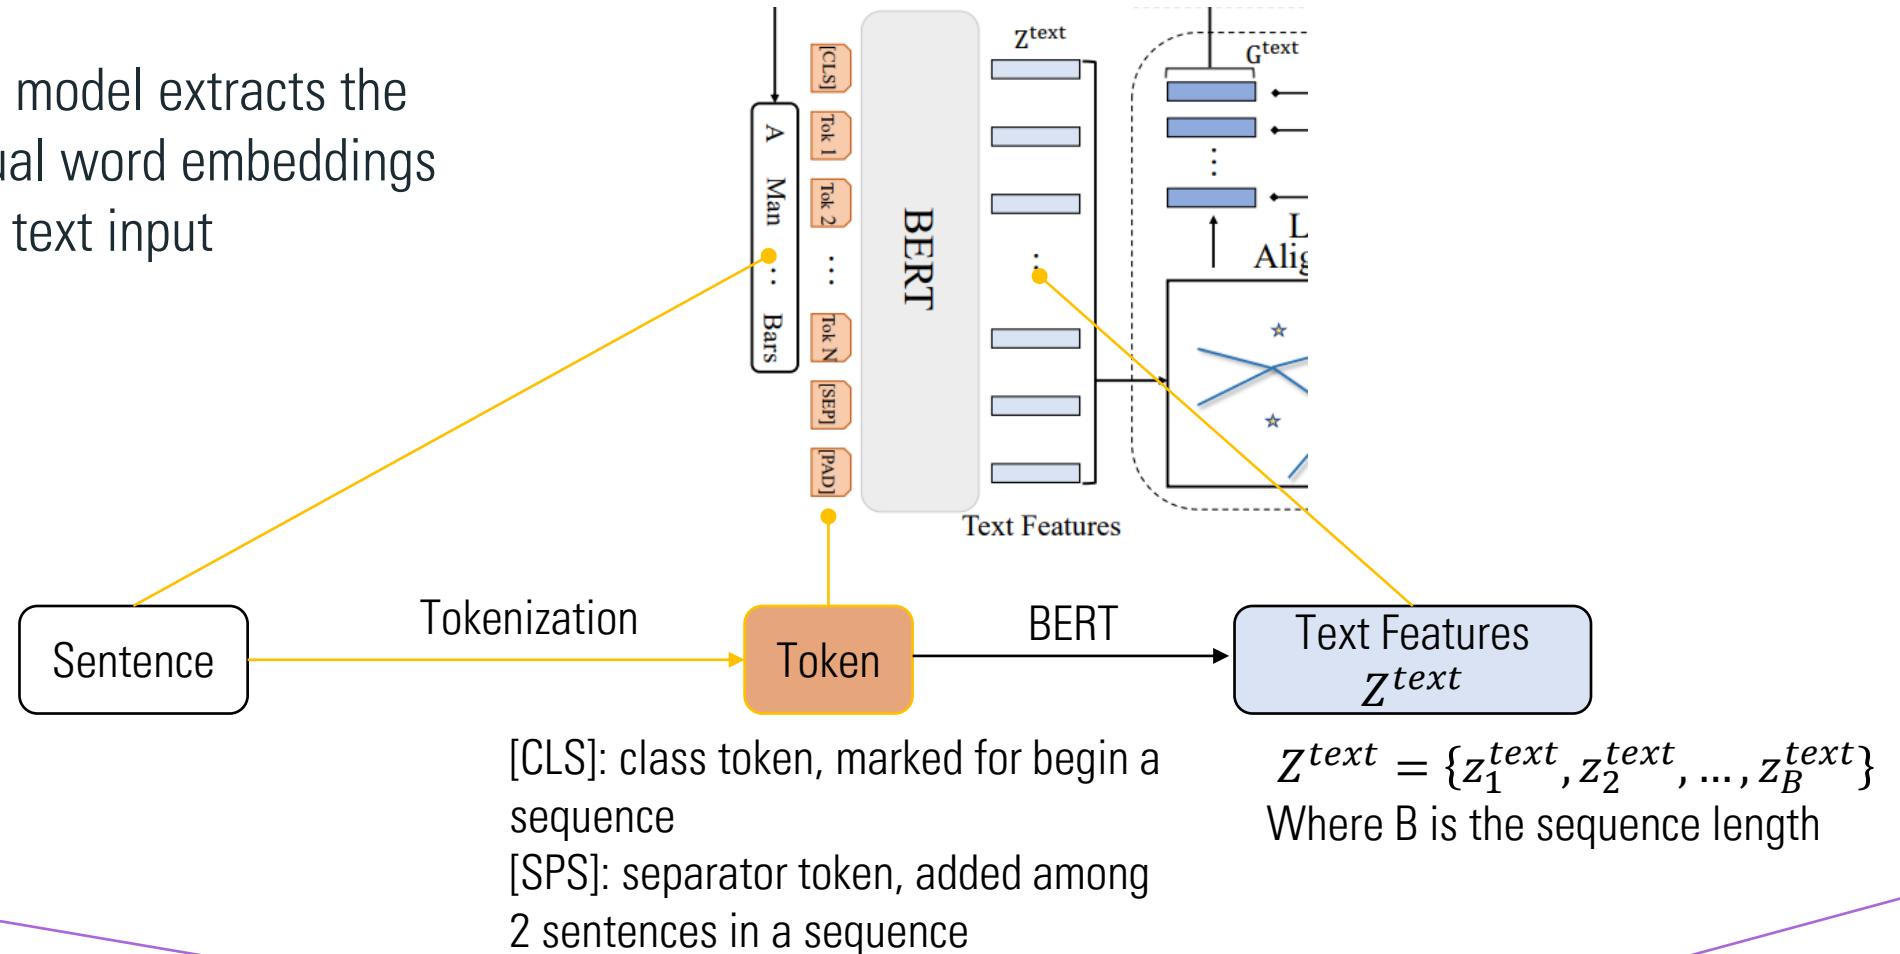 model extracts the
ual word embeddings
text input
[CLS]
Tok 1
Tok 2
...
Tok N
[SEP]
[PAD]
A Man ... Bars
BERT
Z^text
...
Text Features
G^text
...
L
Alig
Sentence
Tokenization
Token
BERT
Text Features
Z^text
[CLS]: class token, marked for begin a
sequence
[SPS]: separator token, added among
2 sentences in a sequence
Z^text = {z_1^text, z_2^text, ..., z_B^text}
Where B is the sequence length